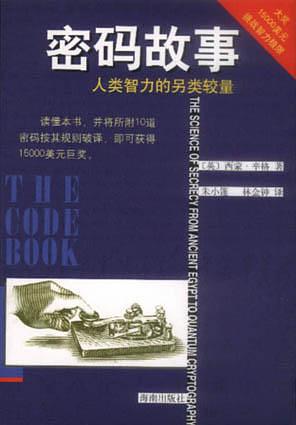 大奖
15000美元
挑战智力极限
密码故事
人类智力的另类较量
读懂本书，并将所附10道
密码按其规则破译，即可获得
15000美元巨奖。
THE SCIENCE OF SECRECY FROM ANCIENT EGYPT TO QUANTUM CRYPTOGRAPHY
〔英〕西蒙·辛格 著
朱小篷 林金钟 译
THE
CODE
BOOK
海南出版社